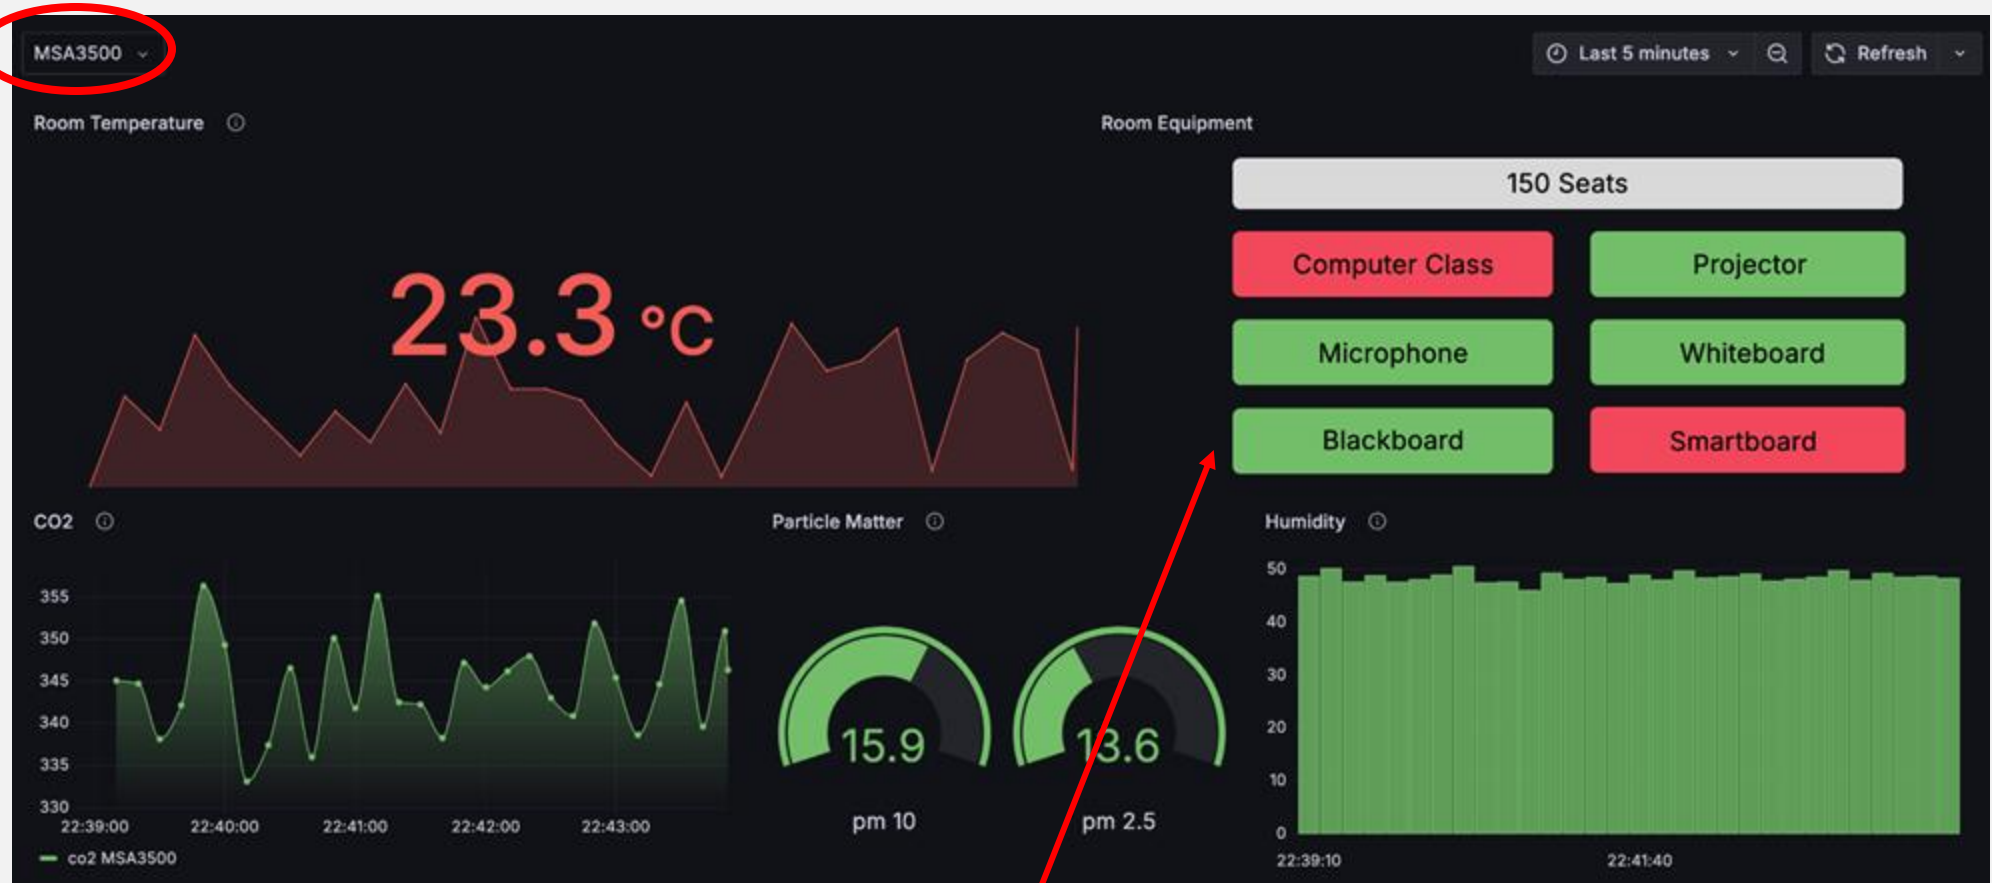 MSA3500
Last 5 minutes
Refresh
Room Temperature
Room Equipment
23.3 °C
150 Seats
Computer Class
Projector
Microphone
Whiteboard
Blackboard
Smartboard
CO2
355
350
345
340
335
330
22:39:00 22:40:00 22:41:00 22:42:00 22:43:00
co2 MSA3500
Particle Matter
15.9
13.6
pm 10
pm 2.5
Humidity
50
40
30
20
10
0
22:39:10 22:41:40